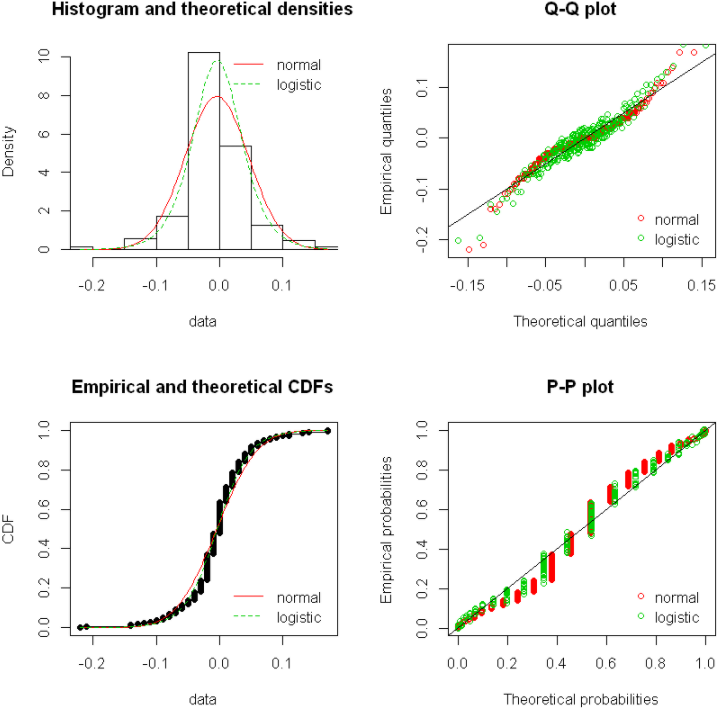 Histogram and theoretical densities
Density
0 2 4 6 8 10
normal
logistic
-0.2 -0.1 0.0 0.1
data
Q-Q plot
Empirical quantiles
-0.2 -0.1 0.0 0.1
normal
logistic
-0.15 -0.05 0.05 0.15
Theoretical quantiles
Empirical and theoretical CDFs
CDF
0.0 0.2 0.4 0.6 0.8 1.0
normal
logistic
-0.2 -0.1 0.0 0.1
data
P-P plot
Empirical probabilities
0.0 0.2 0.4 0.6 0.8 1.0
normal
logistic
0.0 0.2 0.4 0.6 0.8 1.0
Theoretical probabilities